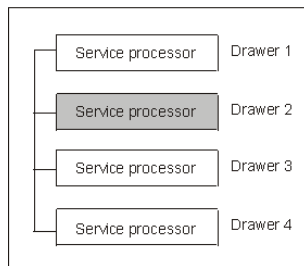 Service processor Drawer 1
Service processor Drawer 2
Service processor Drawer 3
Service processor Drawer 4